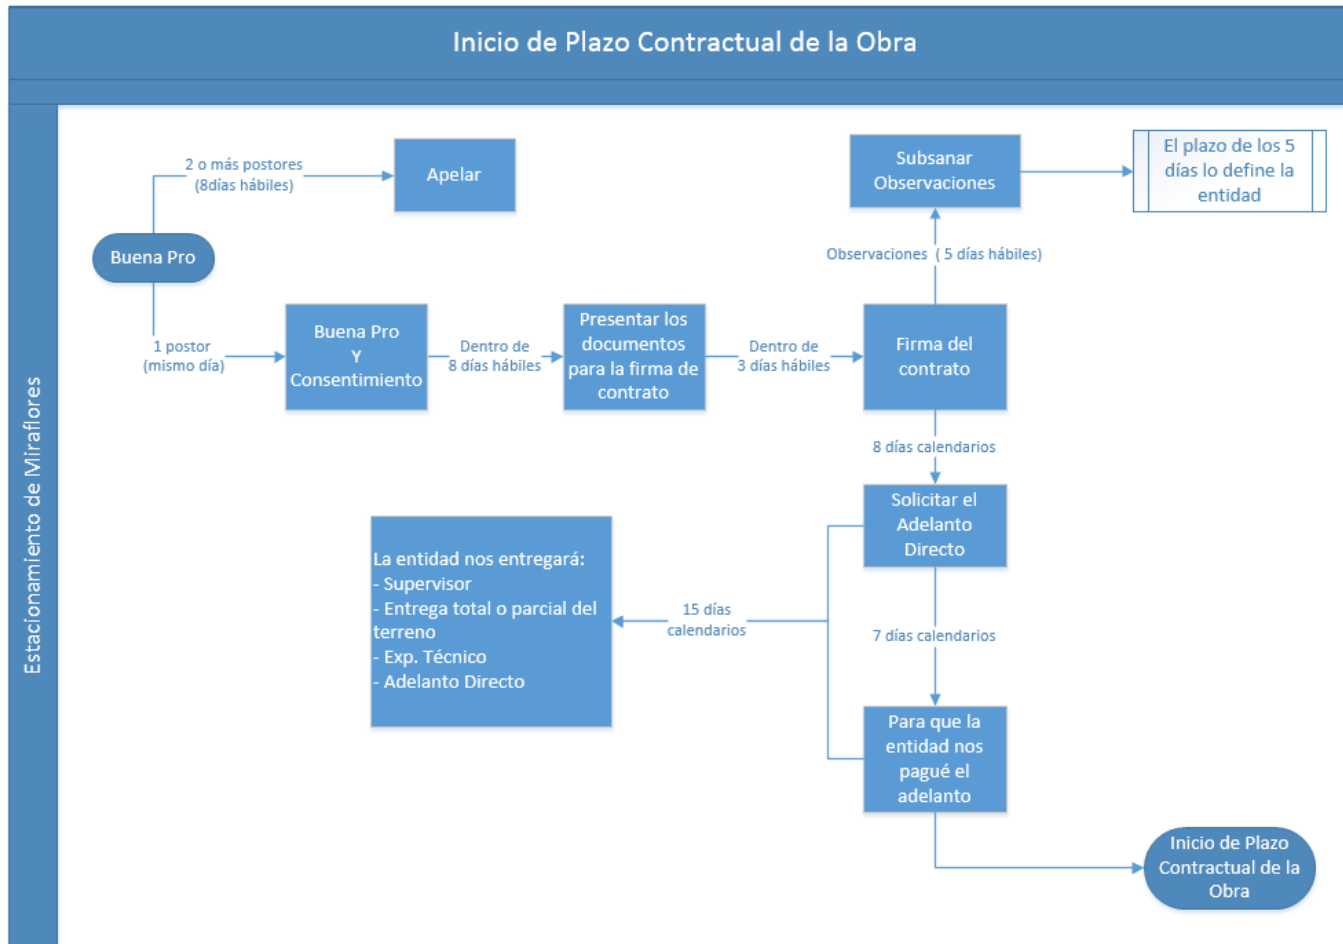 Inicio de Plazo Contractual de la Obra
Estacionamiento de Miraflores
2 o más postores
(8días hábiles)
Apelar
Subsanar
Observaciones
El plazo de los 5
días lo define la
entidad
Buena Pro
Observaciones ( 5 días hábiles)
1 postor
(mismo día)
Buena Pro
Y
Consentimiento
Dentro de
8 días hábiles
Presentar los
documentos
para la firma de
contrato
Dentro de
3 días hábiles
Firma del
contrato
8 días calendarios
Solicitar el
Adelanto
Directo
La entidad nos entregará:
- Supervisor
- Entrega total o parcial del
terreno
- Exp. Técnico
- Adelanto Directo
15 días
calendarios
7 días calendarios
Para que la
entidad nos
pagué el
adelanto
Inicio de Plazo
Contractual de la
Obra